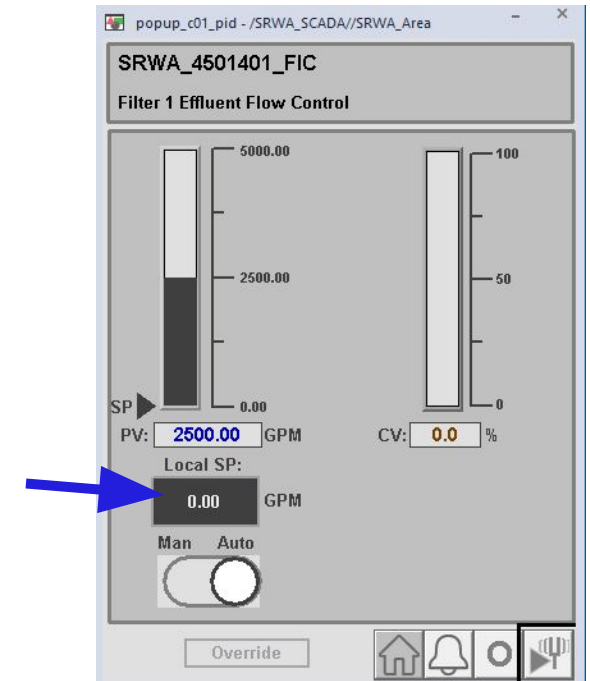 popup_c01_pid - /SRWA_SCADA//SRWA_Area
SRWA_4501401_FIC
Filter 1 Effluent Flow Control
5000.00
2500.00
0.00
SP
100
50
0
PV: 2500.00 GPM
CV: 0.0 %
Local SP:
0.00 GPM
Man Auto
Override